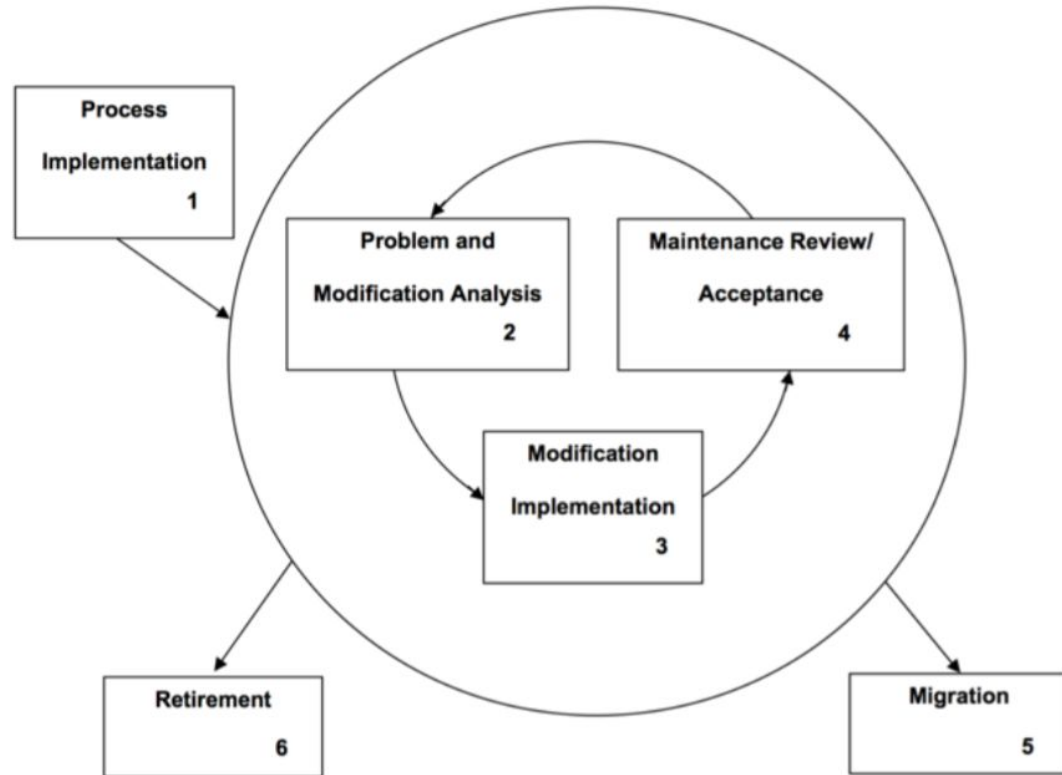 Process
Implementation
1
Problem and
Modification Analysis
2
Maintenance Review/
Acceptance
4
Modification
Implementation
3
Retirement
6
Migration
5